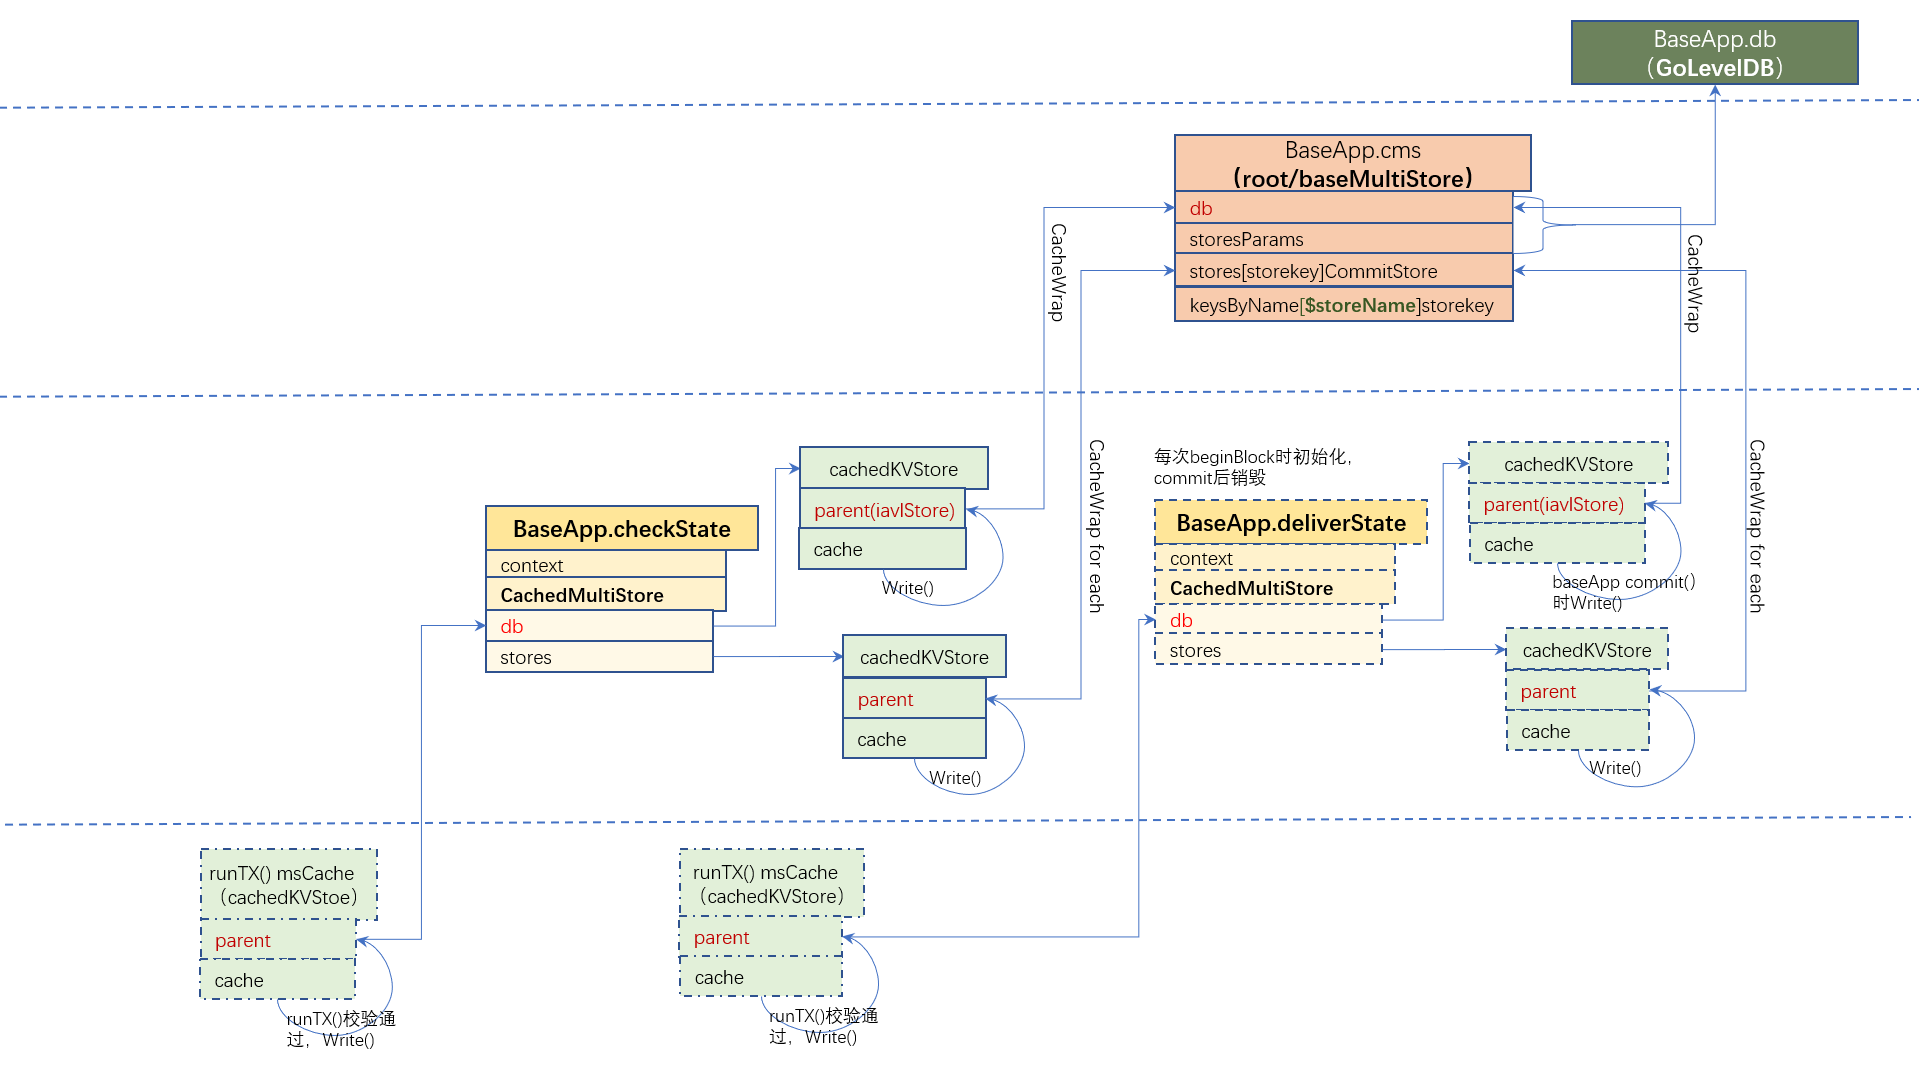 BaseApp.db
（GoLevelDB）
BaseApp.cms
（root/baseMultiStore）
db
storesParams
stores[storekey]CommitStore
keysByName[$storeName]storekey
CacheWrap
CacheWrap
CacheWrap for each
CacheWrap for each
BaseApp.checkState
context
CachedMultiStore
db
stores
cachedKVStore
parent(iavlStore)
cache
Write()
cachedKVStore
parent
cache
Write()
每次beginBlock时初始化，
commit后销毁
BaseApp.deliverState
context
CachedMultiStore
db
stores
cachedKVStore
parent(iavlStore)
cache
baseApp commit()
时Write()
cachedKVStore
parent
cache
Write()
runTX() msCache
（cachedKVStoe）
parent
cache
runTX()校验通
过，Write()
runTX() msCache
（cachedKVStore）
parent
cache
runTX()校验通
过，Write()